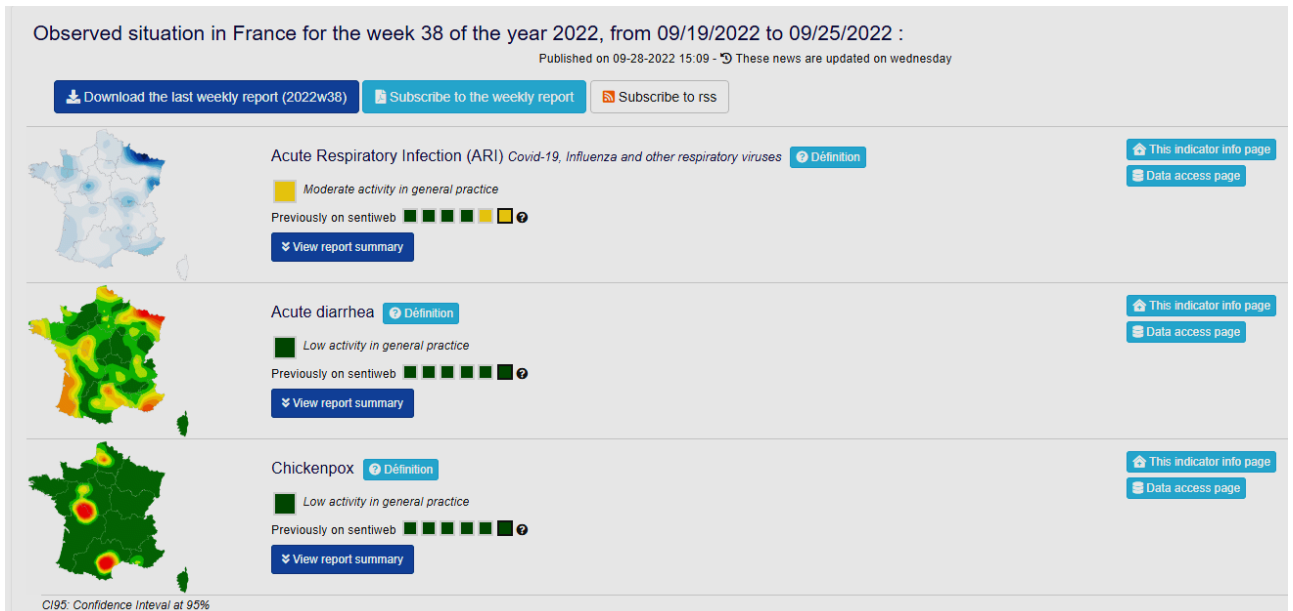 Observed situation in France for the week 38 of the year 2022, from 09/19/2022 to 09/25/2022 :
Published on 09-28-2022 15:09 - These news are updated on wednesday
Download the last weekly report (2022w38) Subscribe to the weekly report Subscribe to rss
Acute Respiratory Infection (ARI) Covid-19, Influenza and other respiratory viruses Définition
This indicator info page
Data access page
Moderate activity in general practice
Previously on sentiweb
View report summary
Acute diarrhea Définition
This indicator info page
Data access page
Low activity in general practice
Previously on sentiweb
View report summary
Chickenpox Définition
This indicator info page
Data access page
Low activity in general practice
Previously on sentiweb
View report summary
CI95: Confidence Inteval at 95%